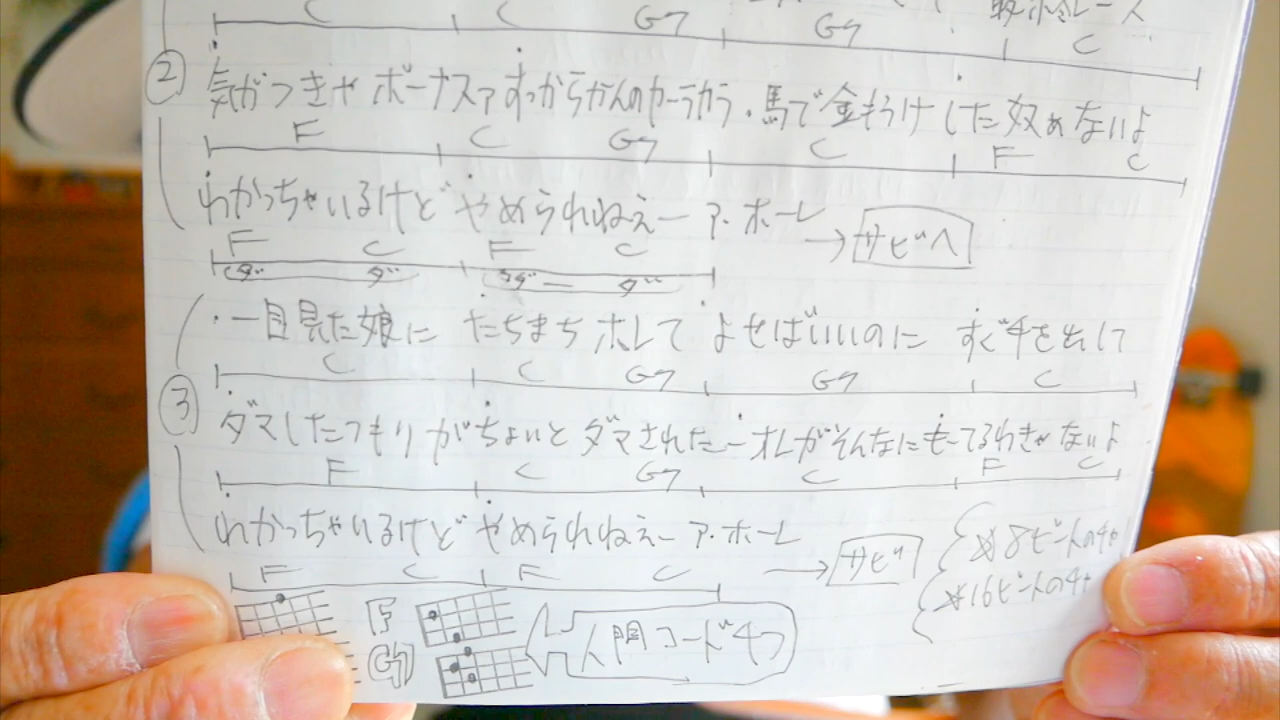 C C G7 G7 C
② 気がつきゃ ボーナスァ すっからかんのカーラカラ・馬で金もうけ した奴ぁないよ
F C G7 C F C
わかっちゃいるけど やめられねぇー ア・ホーレ → サビへ
F C F C
ダ ダ ダダー ダ
・一目見た娘に たちまち ホレて よせばいいのに すぐ手を出して
C C G7 G7 C
③ ダマしたつもりが ちょいと ダマされたーオレがそんなに もーてるわきゃないよ
F C G7 C F C
わかっちゃいるけど やめられねぇー ア・ホーレ → サビ
F C F C
※8ビートの4
※16ビートの4
F
G7
入門コード4つ